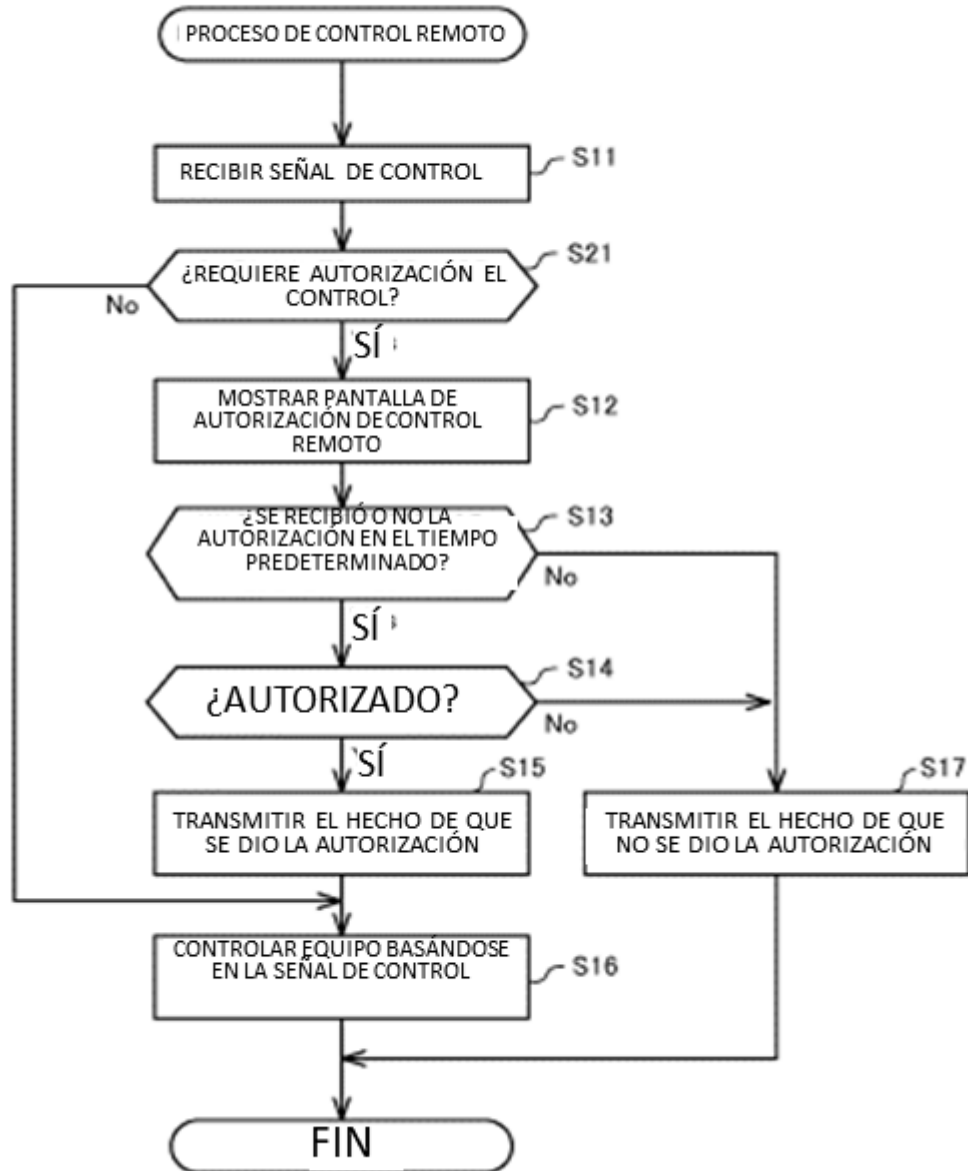 PROCESO DE CONTROL REMOTO
RECIBIR SEÑAL DE CONTROL
S11
¿REQUIERE AUTORIZACIÓN EL
CONTROL?
S21
No
SÍ
MOSTRAR PANTALLA DE
AUTORIZACIÓN DE CONTROL
REMOTO
S12
¿SE RECIBIÓ O NO LA
AUTORIZACIÓN EN EL TIEMPO
PREDETERMINADO?
S13
No
SÍ
¿AUTORIZADO?
S14
No
SÍ
S15
TRANSMITIR EL HECHO DE QUE
SE DIO LA AUTORIZACIÓN
S17
TRANSMITIR EL HECHO DE QUE
NO SE DIO LA AUTORIZACIÓN
CONTROLAR EQUIPO BASÁNDOSE
EN LA SEÑAL DE CONTROL
S16
FIN